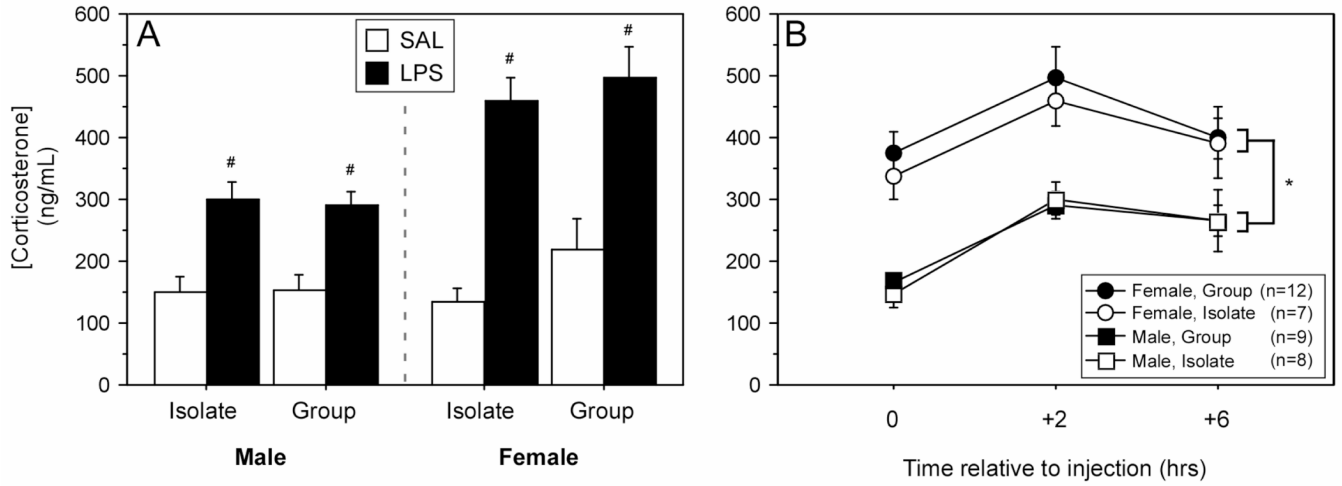 A
SAL
LPS
[Corticosterone]
(ng/mL)
600
500
400
300
200
100
0
#
#
#
#
Isolate
Group
Isolate
Group
Male
Female
B
600
500
400
300
200
100
0
*
Female, Group (n=12)
Female, Isolate (n=7)
Male, Group (n=9)
Male, Isolate (n=8)
0
+2
+6
Time relative to injection (hrs)